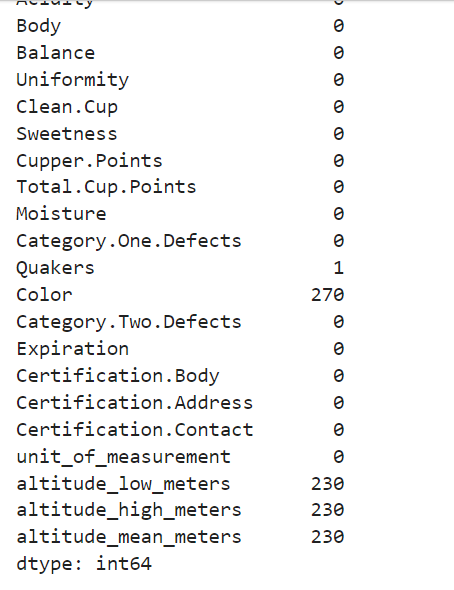 Acidity 0
Body 0
Balance 0
Uniformity 0
Clean.Cup 0
Sweetness 0
Cupper.Points 0
Total.Cup.Points 0
Moisture 0
Category.One.Defects 0
Quakers 1
Color 270
Category.Two.Defects 0
Expiration 0
Certification.Body 0
Certification.Address 0
Certification.Contact 0
unit_of_measurement 0
altitude_low_meters 230
altitude_high_meters 230
altitude_mean_meters 230
dtype: int64